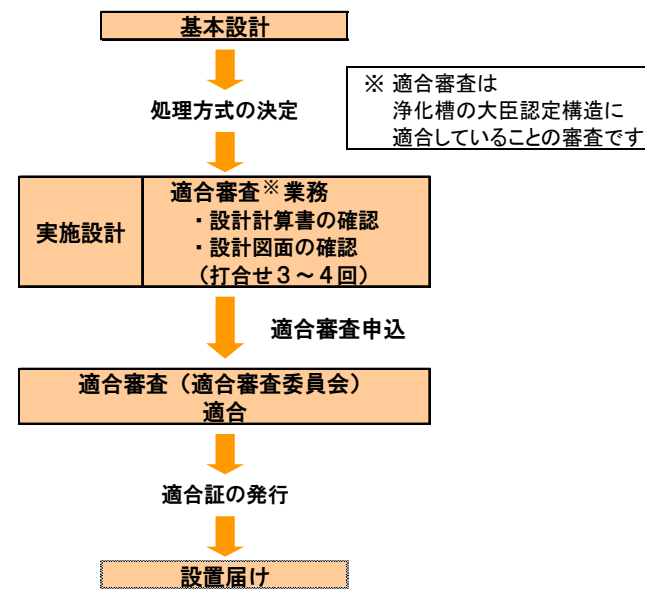 基本設計
処理方式の決定
※ 適合審査は
浄化槽の大臣認定構造に
適合していることの審査です
実施設計
適合審査※業務
・設計計算書の確認
・設計図面の確認
（打合せ３～４回）
適合審査申込
適合審査（適合審査委員会）
適合
適合証の発行
設置届け